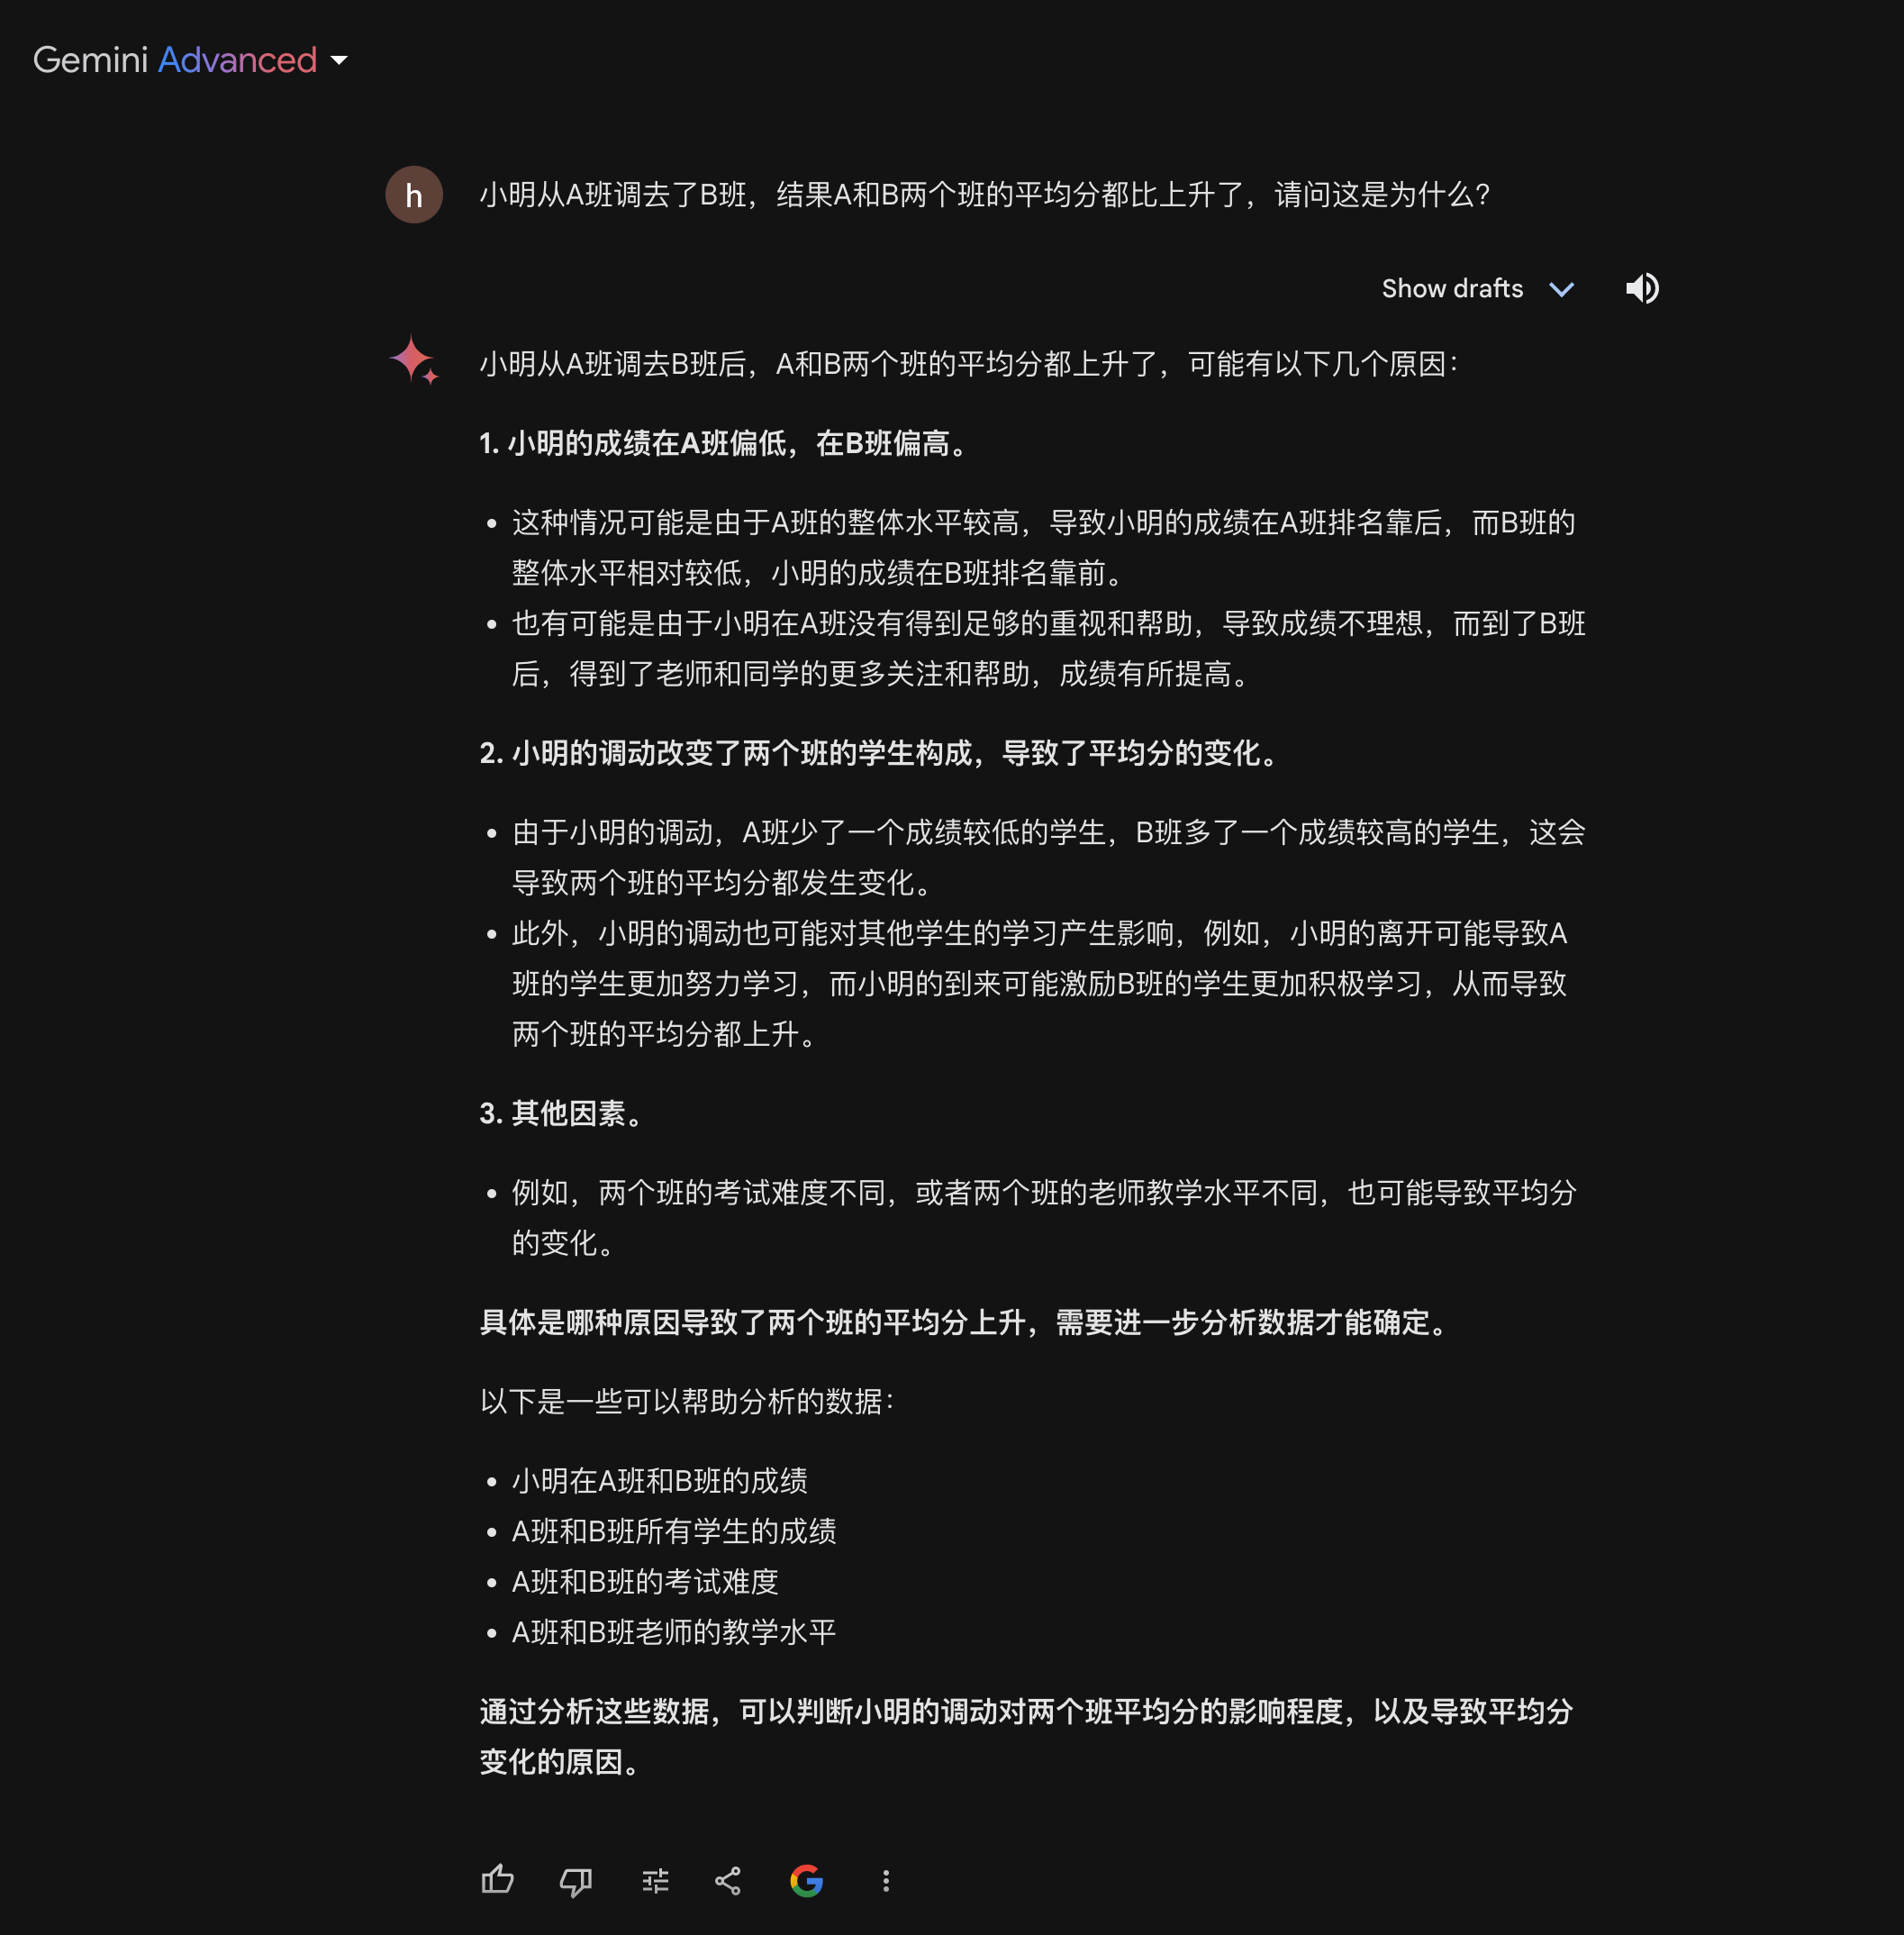 Gemini Advanced
h
小明从A班调去了B班，结果A和B两个班的平均分都比上升了，请问这是为什么？
Show drafts
小明从A班调去B班后，A和B两个班的平均分都上升了，可能有以下几个原因：
1. 小明的成绩在A班偏低，在B班偏高。
• 这种情况可能是由于A班的整体水平较高，导致小明的成绩在A班排名靠后，而B班的
整体水平相对较低，小明的成绩在B班排名靠前。
• 也有可能是由于小明在A班没有得到足够的重视和帮助，导致成绩不理想，而到了B班
后，得到了老师和同学的更多关注和帮助，成绩有所提高。
2. 小明的调动改变了两个班的学生构成，导致了平均分的变化。
• 由于小明的调动，A班少了一个成绩较低的学生，B班多了一个成绩较高的学生，这会
导致两个班的平均分都发生变化。
• 此外，小明的调动也可能对其他学生的学习产生影响，例如，小明的离开可能导致A
班的学生更加努力学习，而小明的到来可能激励B班的学生更加积极学习，从而导致
两个班的平均分都上升。
3. 其他因素。
• 例如，两个班的考试难度不同，或者两个班的老师教学水平不同，也可能导致平均分
的变化。
具体是哪种原因导致了两个班的平均分上升，需要进一步分析数据才能确定。
以下是一些可以帮助分析的数据：
• 小明在A班和B班的成绩
• A班和B班所有学生的成绩
• A班和B班的考试难度
• A班和B班老师的教学水平
通过分析这些数据，可以判断小明的调动对两个班平均分的影响程度，以及导致平均分
变化的原因。